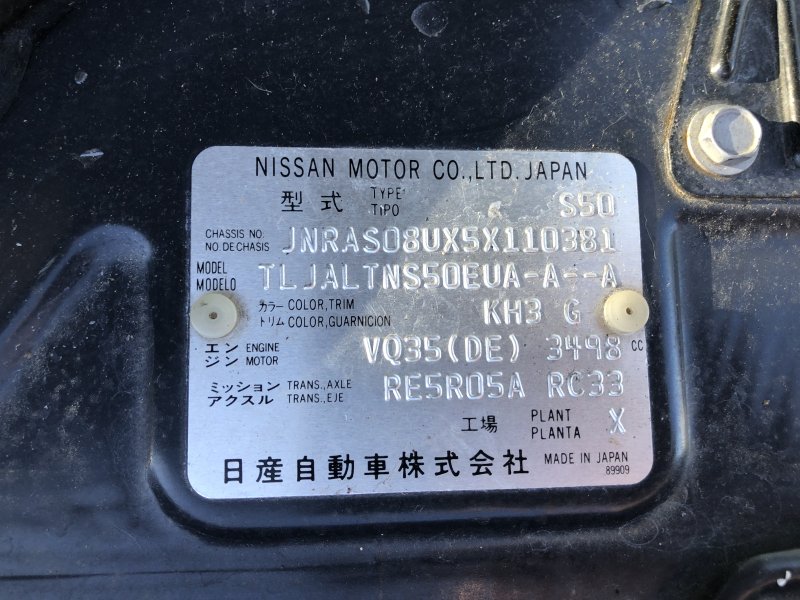 NISSAN MOTOR CO.,LTD. JAPAN
型式 TYPE TIPO S50
CHASSIS NO. NO DE CHASIS JNRAS08UX5X110381
MODEL MODELO TLJALTNS50EUA-A--A
カラー COLOR,TRIM トリム COLOR,GUARNICION KH3 G
エンジン ENGINE MOTOR VQ35(DE) 3498 CC
ミッション TRANS.,AXLE アクスル TRANS.,EJE RE5R05A RC33
工場 PLANT PLANTA X
日産自動車株式会社 MADE IN JAPAN
89909